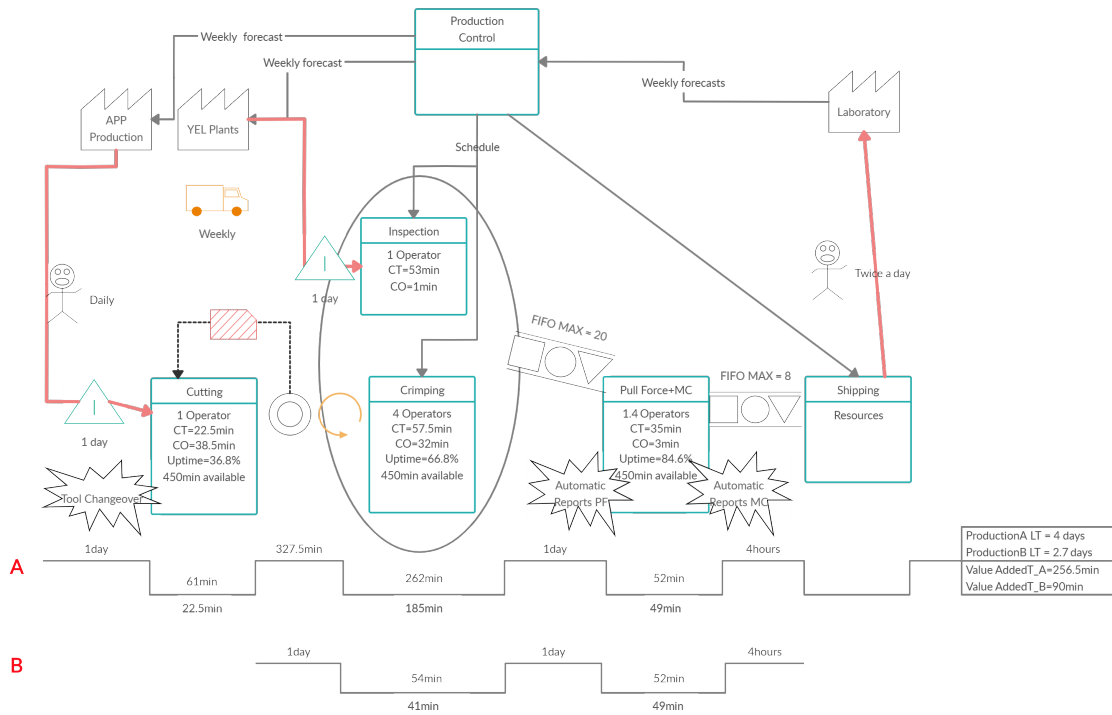 Production
Control
Weekly forecast
Weekly forecast
Weekly forecasts
APP
Production
YEL Plants
Laboratory
Schedule
Weekly
Inspection
1 Operator
CT=53min
CO=1min
1 day
Daily
Twice a day
FIFO MAX = 20
FIFO MAX = 8
Cutting
1 Operator
CT=22.5min
CO=38.5min
Uptime=36.8%
450min available
1 day
Tool Changeover
Crimping
4 Operators
CT=57.5min
CO=32min
Uptime=66.8%
450min available
Pull Force+MC
1.4 Operators
CT=35min
CO=3min
Uptime=84.6%
450min available
Automatic
Reports PF
Automatic
Reports MC
Shipping
Resources
A
1day
61min
22.5min
327.5min
262min
185min
1day
52min
49min
4hours
ProductionA LT = 4 days
ProductionB LT = 2.7 days
Value AddedT_A=256.5min
Value AddedT_B=90min
B
1day
54min
41min
1day
52min
49min
4hours